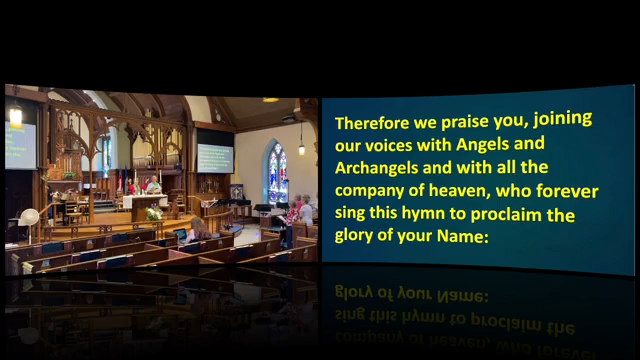 Therefore we praise you, joining
our voices with Angels and
Archangels and with all the
company of heaven, who forever
sing this hymn to proclaim the
glory of your Name: